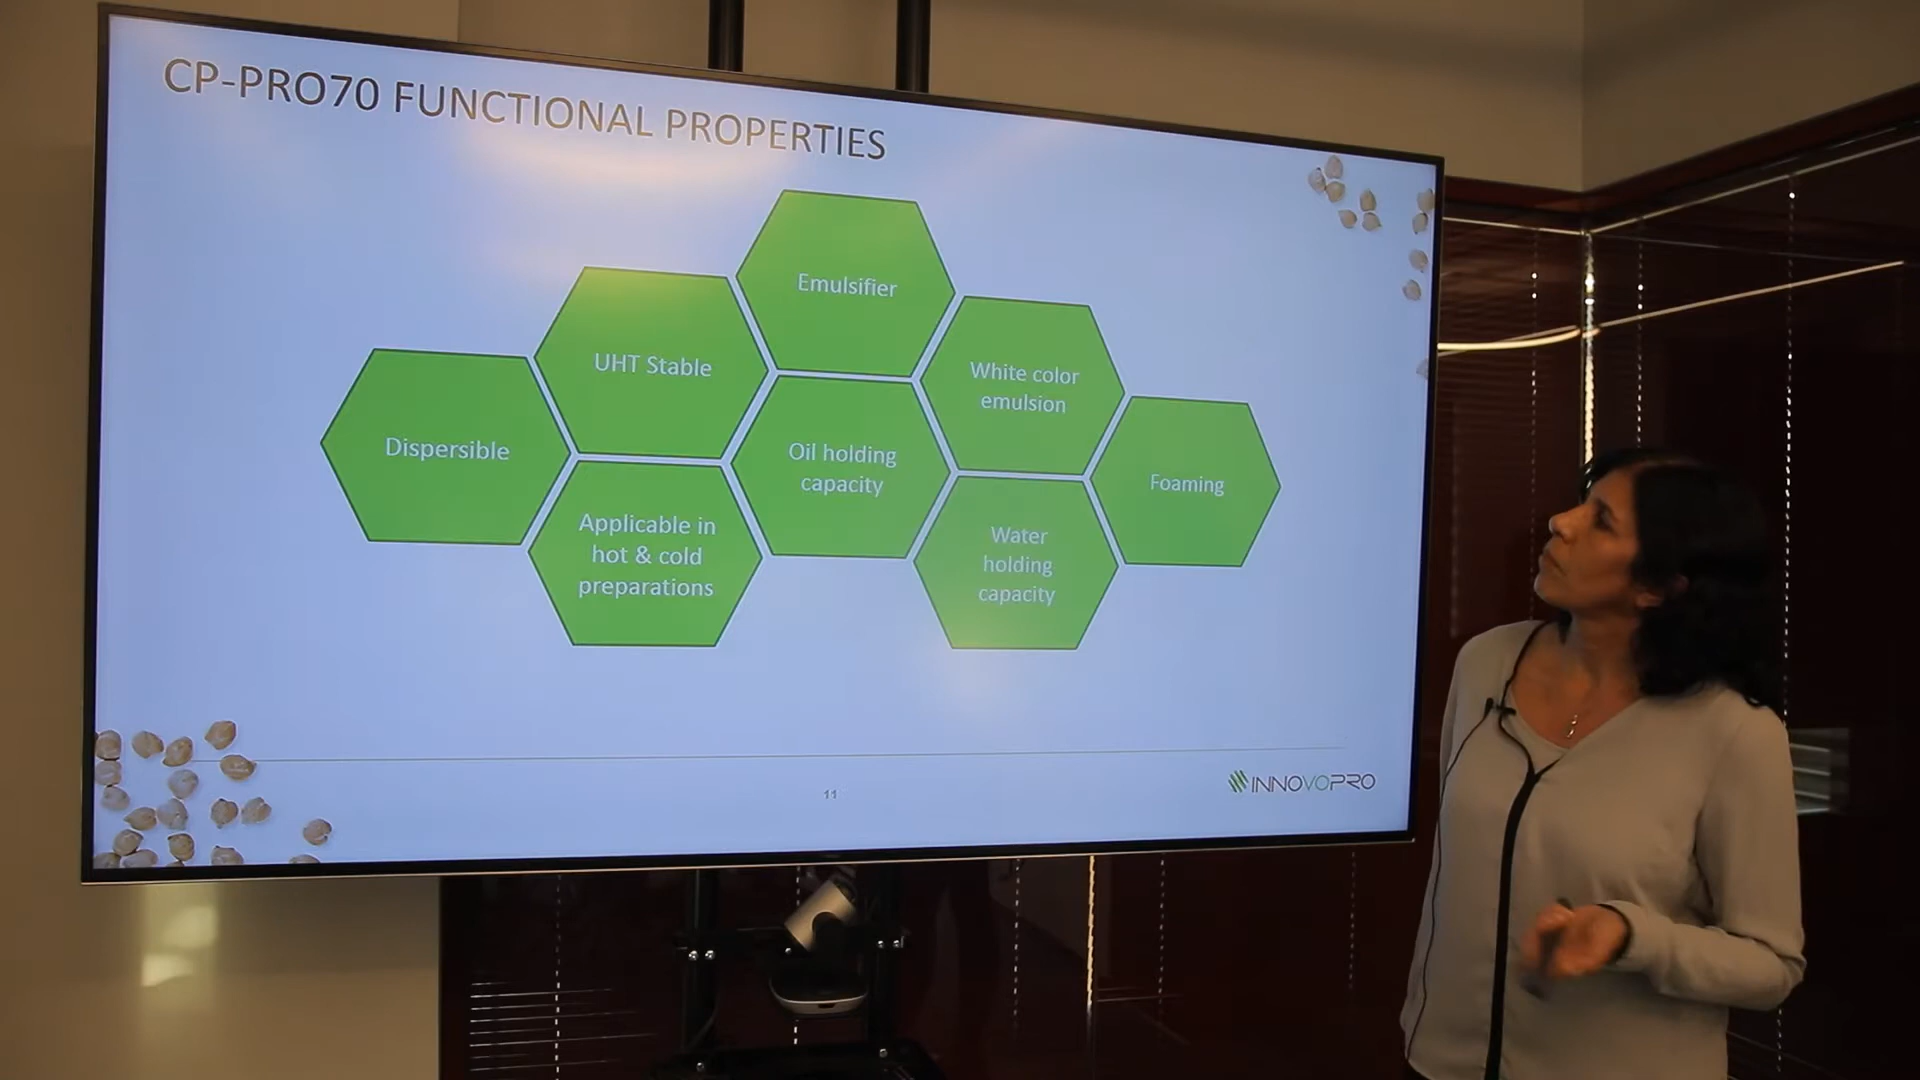 CP-PRO70 FUNCTIONAL PROPERTIES
Emulsifier
UHT Stable
White color
emulsion
Dispersible
Oil holding
capacity
Foaming
Applicable in
hot & cold
preparations
Water
holding
capacity
11
INNOVOPRO